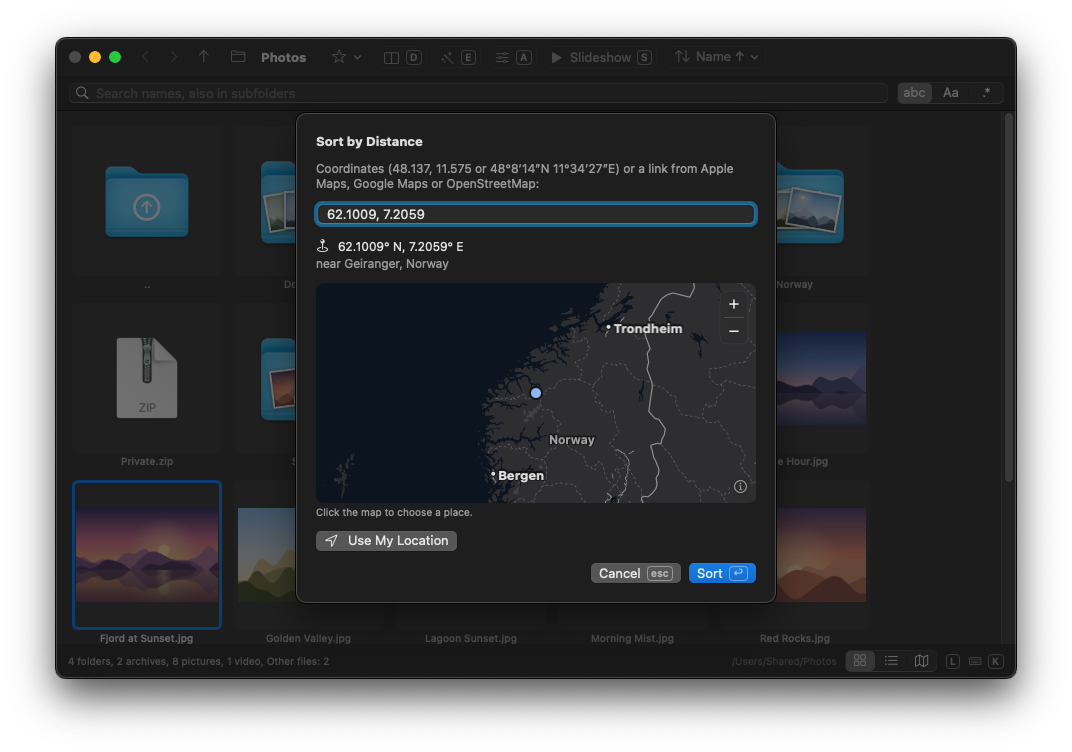 Photos
D
E
A
Slideshow S
Name
Search names, also in subfolders
abc
Aa
.*
Sort by Distance
Coordinates (48.137, 11.575 or 48°8′14″N 11°34′27″E) or a link from Apple
Maps, Google Maps or OpenStreetMap:
62.1009, 7.2059
62.1009° N, 7.2059° E
near Geiranger, Norway
Trondheim
Norway
Bergen
+
−
Click the map to choose a place.
Use My Location
Cancel esc
Sort
..
Do
Norway
ZIP
Private.zip
S
e Hour.jpg
Fjord at Sunset.jpg
Golden Valley.jpg
Lagoon Sunset.jpg
Morning Mist.jpg
Red Rocks.jpg
4 folders, 2 archives, 8 pictures, 1 video, Other files: 2
/Users/Shared/Photos
L
K